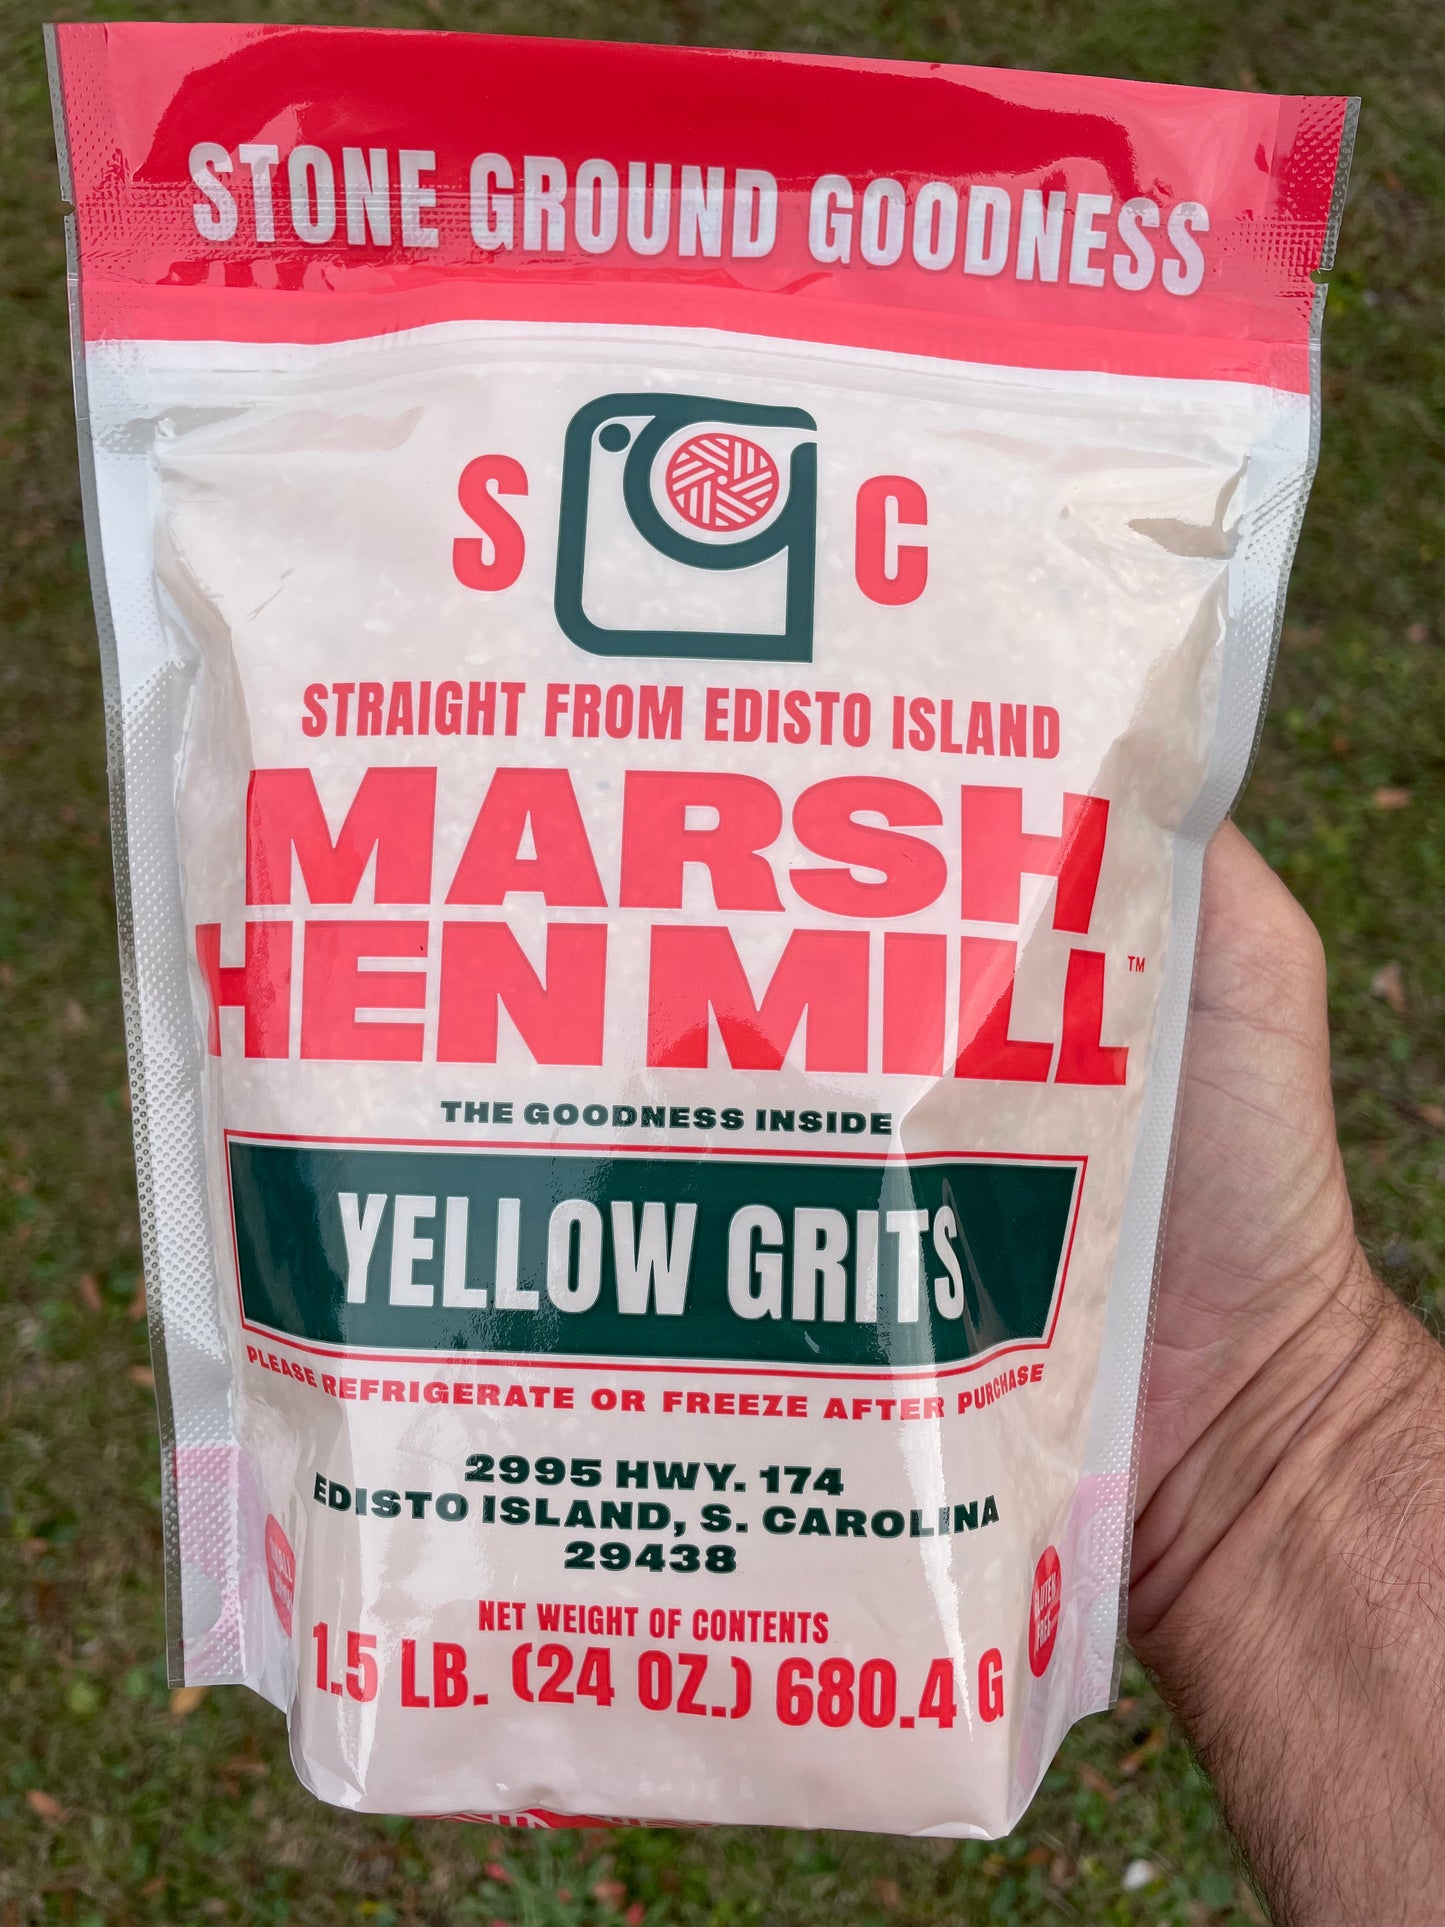 STONE GROUND GOODNESS
S C
STRAIGHT FROM EDISTO ISLAND
MARSH
HEN MILL™
THE GOODNESS INSIDE
YELLOW GRITS
PLEASE REFRIGERATE OR FREEZE AFTER PURCHASE
2995 HWY. 174
EDISTO ISLAND, S. CAROLINA
29438
GLUTEN
FREE
NET WEIGHT OF CONTENTS
1.5 LB. (24 OZ.) 680.4 G